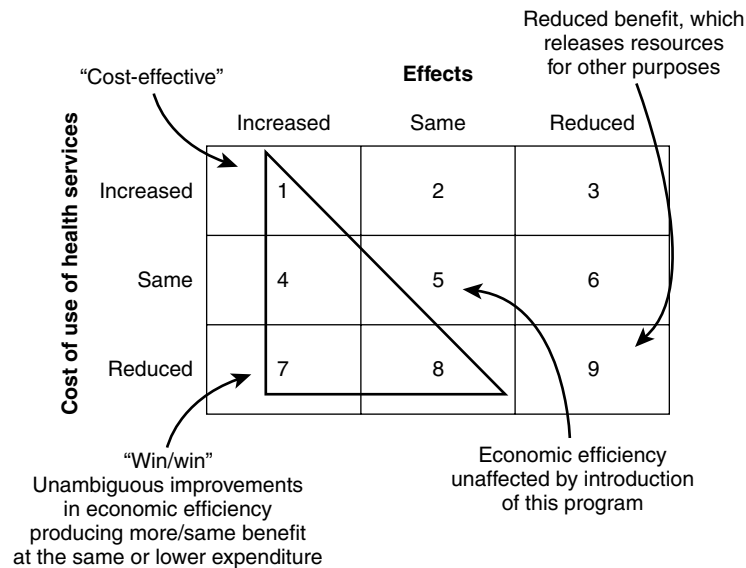 Reduced benefit, which
releases resources
for other purposes
“Cost-effective”
Effects
Increased Same Reduced
Cost of use of health services
Increased 1 2 3
Same 4 5 6
Reduced 7 8 9
“Win/win”
Unambiguous improvements
in economic efficiency
producing more/same benefit
at the same or lower expenditure
Economic efficiency
unaffected by introduction
of this program